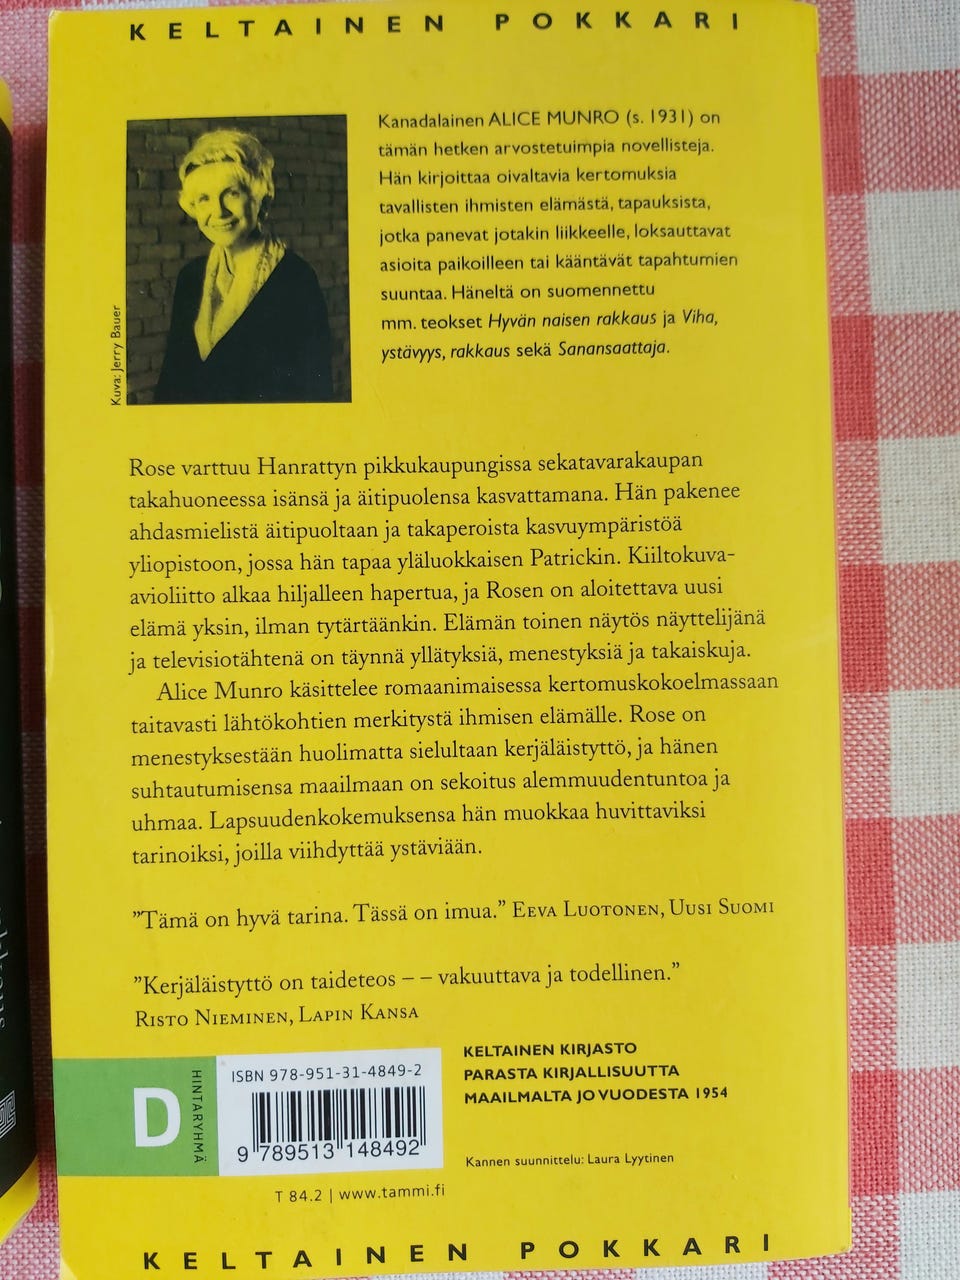 KELTAINEN POKKARI
Kanadalainen ALICE MUNRO (s. 1931) on
tämän hetken arvostetuimpia novellisteja.
Hän kirjoittaa oivaltavia kertomuksia
tavallisten ihmisten elämästä, tapauksista,
jotka panevat jotakin liikkeelle, loksauttavat
asioita paikoilleen tai kääntävät tapahtumien
suuntaa. Häneltä on suomennettu
mm. teokset Hyvän naisen rakkaus ja Viha,
ystävyys, rakkaus sekä Sanansaattaja.
Kuva: Jerry Bauer
Rose varttuu Hanrattyn pikkukaupungissa sekatavarakaupan
takahuoneessa isänsä ja äitipuolensa kasvattamana. Hän pakenee
ahdasmielistä äitipuoltaan ja takaperoista kasvuympäristöä
yliopistoon, jossa hän tapaa yläluokkaisen Patrickin. Kiiltokuva-
avioliitto alkaa hiljalleen hapertua, ja Rosen on aloitettava uusi
elämä yksin, ilman tytärtäänkin. Elämän toinen näytös näyttelijänä
ja televisiotähtenä on täynnä yllätyksiä, menestyksiä ja takaiskuja.
Alice Munro käsittelee romaanimaisessa kertomuskokoelmassaan
taitavasti lähtökohtien merkitystä ihmisen elämälle. Rose on
menestyksestään huolimatta sielultaan kerjäläistyttö, ja hänen
suhtautumisensa maailmaan on sekoitus alemmuudentuntoa ja
uhmaa. Lapsuudenkokemuksensa hän muokkaa huvittaviksi
tarinoiksi, joilla viihdyttää ystäviään.
”Tämä on hyvä tarina. Tässä on imua.” EEVA LUOTONEN, UUSI SUOMI
”Kerjäläistyttö on taideteos – – vakuuttava ja todellinen.”
RISTO NIEMINEN, LAPIN KANSA
KELTAINEN KIRJASTO
PARASTA KIRJALLISUUTTA
MAAILMALTA JO VUODESTA 1954
Kannen suunnittelu: Laura Lyytinen
D
HINTARYHMÄ
ISBN 978-951-31-4849-2
9 789513 148492
T 84.2 | www.tammi.fi
KELTAINEN POKKARI